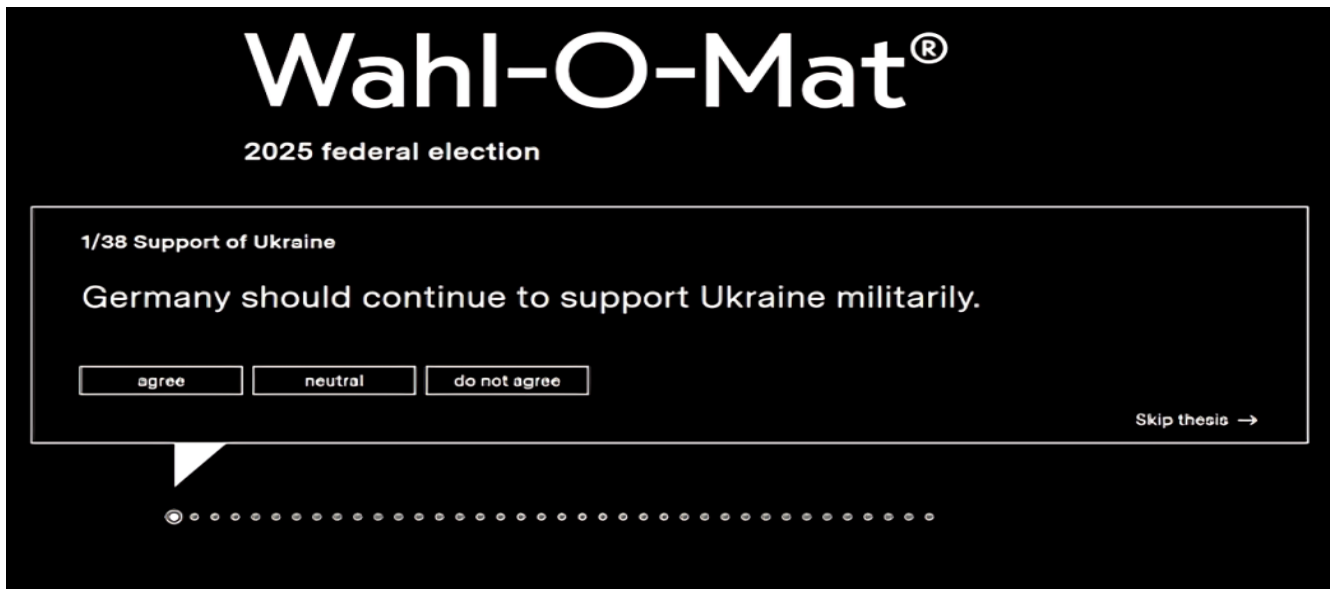 Wahl-O-Mat®
2025 federal election
1/38 Support of Ukraine
Germany should continue to support Ukraine militarily.
agree neutral do not agree
Skip thesis →